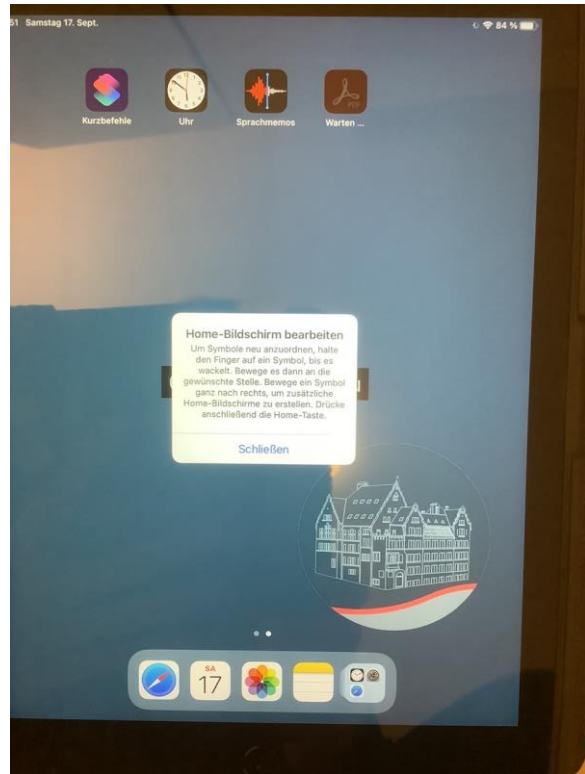 51 Samstag 17. Sept.
84 %
Kurzbefehle
Uhr
Sprachmemos
Warten ...
PDF
Home-Bildschirm bearbeiten
Um Symbole neu anzuordnen, halte
den Finger auf ein Symbol, bis es
wackelt. Bewege es dann an die
gewünschte Stelle. Bewege ein Symbol
ganz nach rechts, um zusätzliche
Home-Bildschirme zu erstellen. Drücke
anschließend die Home-Taste.
Schließen
SA
17